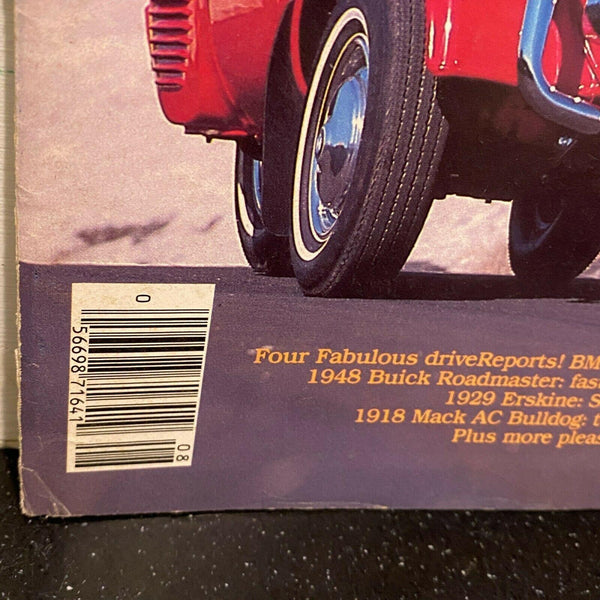 0
56698 71641
08
Four Fabulous driveReports! BM
1948 Buick Roadmaster: fas
1929 Erskine: S
1918 Mack AC Bulldog: t
Plus more pleas